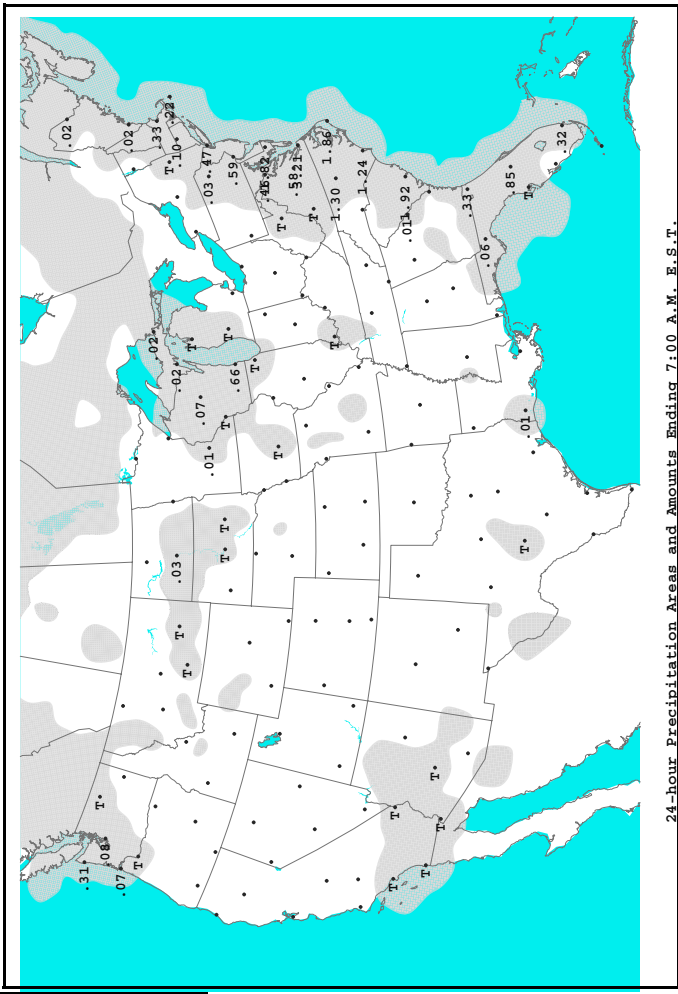 .02
.31
T
.08
.07
.02
T
.02
.33
T .22
.03 .02 .10
T
T
T
.07
.01 .03 .47
T T T T
.66 .59
T
.82
T
T
.58 3.21
T
1.86
T 1.30
1.24
T
T
.01
T
T
T
.33
.06
.85
T .01
T
.32
24-hour Precipitation Areas and Amounts Ending 7:00 A.M. E.S.T.